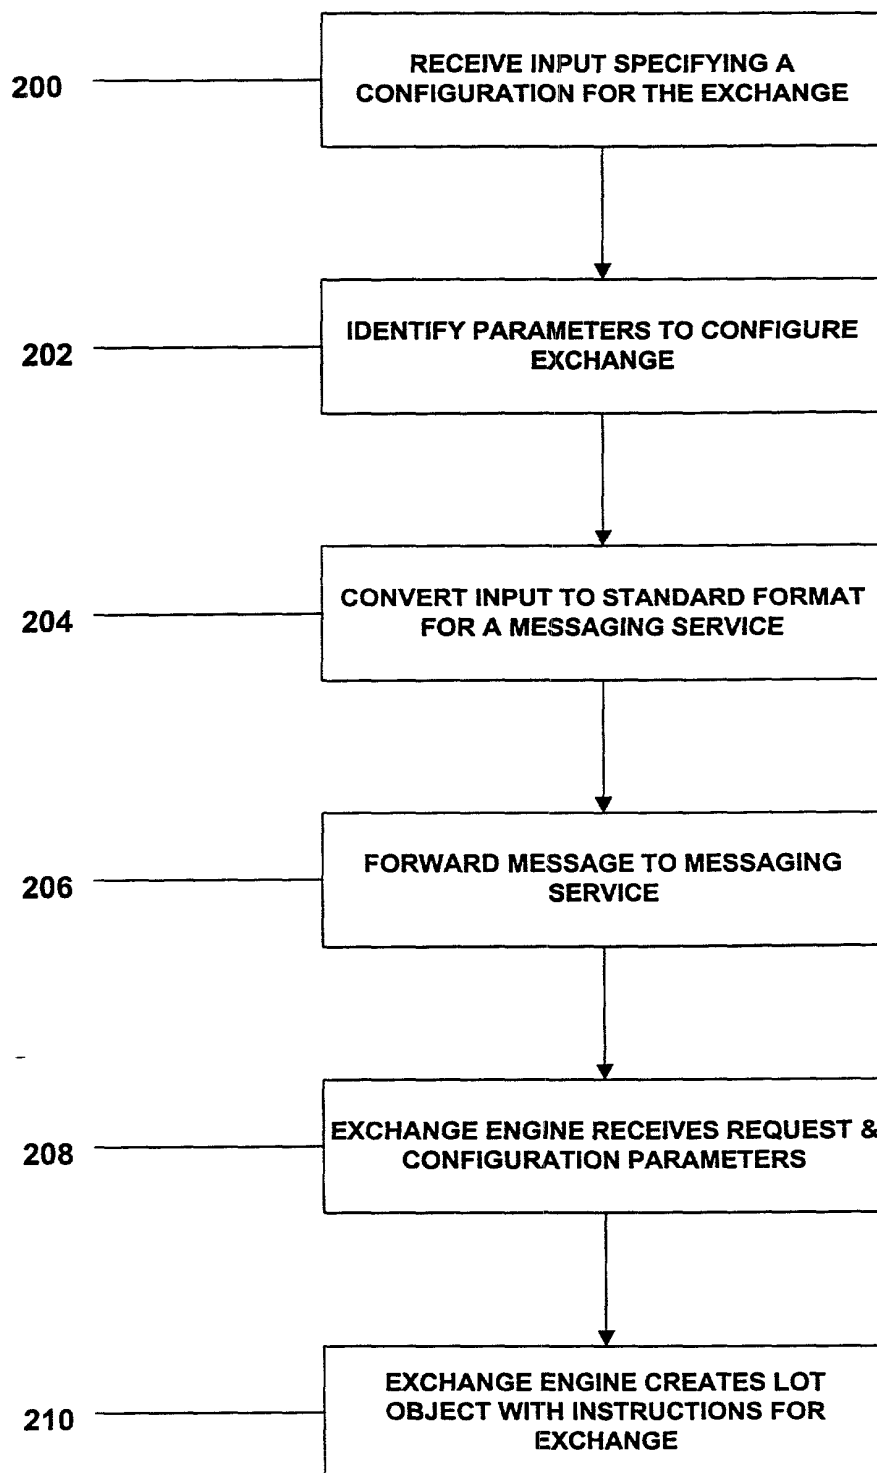 200
RECEIVE INPUT SPECIFYING A
CONFIGURATION FOR THE EXCHANGE
202
IDENTIFY PARAMETERS TO CONFIGURE
EXCHANGE
204
CONVERT INPUT TO STANDARD FORMAT
FOR A MESSAGING SERVICE
206
FORWARD MESSAGE TO MESSAGING
SERVICE
208
EXCHANGE ENGINE RECEIVES REQUEST &
CONFIGURATION PARAMETERS
210
EXCHANGE ENGINE CREATES LOT
OBJECT WITH INSTRUCTIONS FOR
EXCHANGE